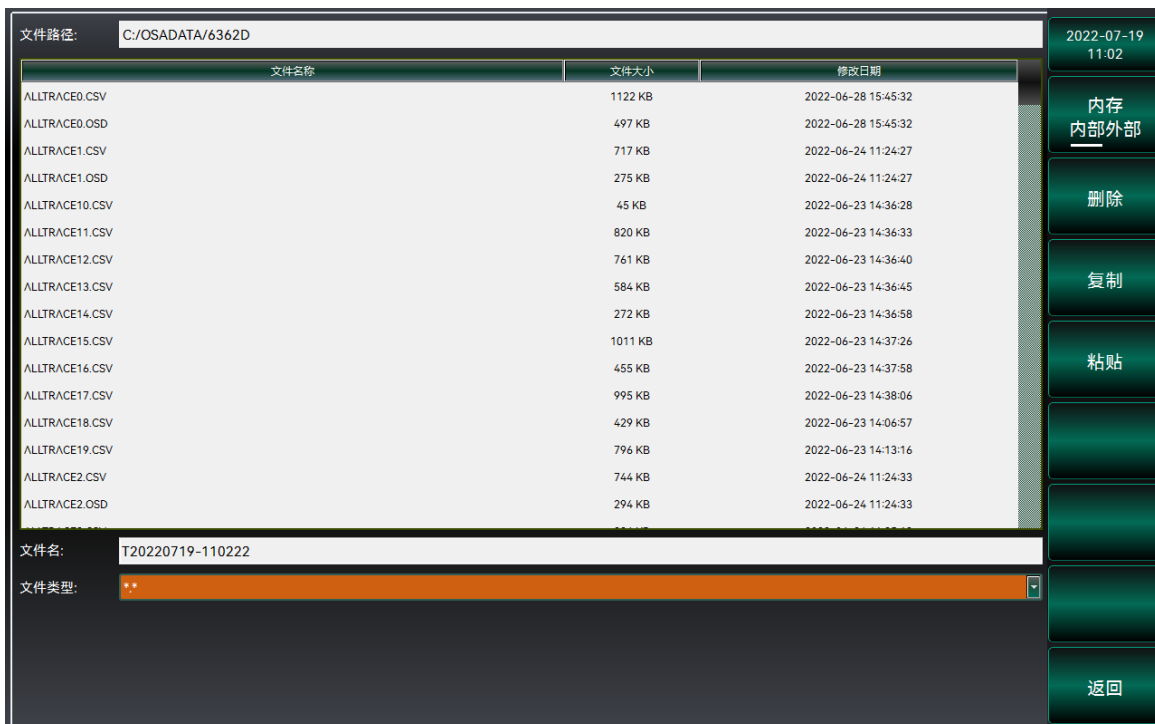 文件路径: C:/OSADATA/6362D
文件名称 文件大小 修改日期
ALLTRACE0.CSV 1122 KB 2022-06-28 15:45:32
ALLTRACE0.OSD 497 KB 2022-06-28 15:45:32
ALLTRACE1.CSV 717 KB 2022-06-24 11:24:27
ALLTRACE1.OSD 275 KB 2022-06-24 11:24:27
ALLTRACE10.CSV 45 KB 2022-06-23 14:36:28
ALLTRACE11.CSV 820 KB 2022-06-23 14:36:33
ALLTRACE12.CSV 761 KB 2022-06-23 14:36:40
ALLTRACE13.CSV 584 KB 2022-06-23 14:36:45
ALLTRACE14.CSV 272 KB 2022-06-23 14:36:58
ALLTRACE15.CSV 1011 KB 2022-06-23 14:37:26
ALLTRACE16.CSV 455 KB 2022-06-23 14:37:58
ALLTRACE17.CSV 995 KB 2022-06-23 14:38:06
ALLTRACE18.CSV 429 KB 2022-06-23 14:06:57
ALLTRACE19.CSV 796 KB 2022-06-23 14:13:16
ALLTRACE2.CSV 744 KB 2022-06-24 11:24:33
ALLTRACE2.OSD 294 KB 2022-06-24 11:24:33
文件名: T20220719-110222
文件类型: *.*
2022-07-19
11:02
内存
内部外部
删除
复制
粘贴
返回